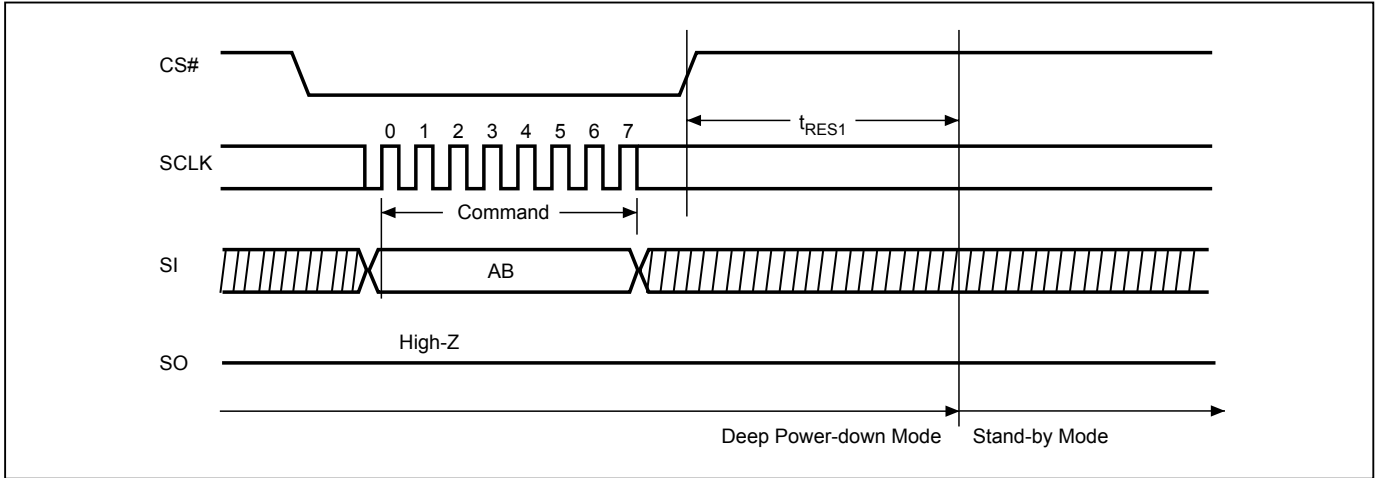 CS#
t_RES1
0 1 2 3 4 5 6 7
SCLK
Command
SI
AB
High-Z
SO
Deep Power-down Mode Stand-by Mode